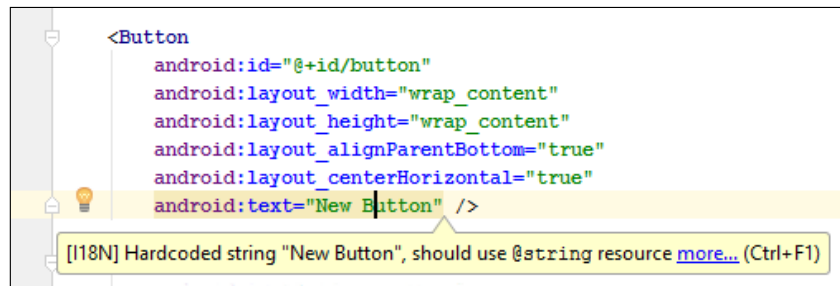 <Button
android:id="@+id/button"
android:layout_width="wrap_content"
android:layout_height="wrap_content"
android:layout_alignParentBottom="true"
android:layout_centerHorizontal="true"
android:text="New Button" />
[I18N] Hardcoded string "New Button", should use @string resource more... (Ctrl+F1)